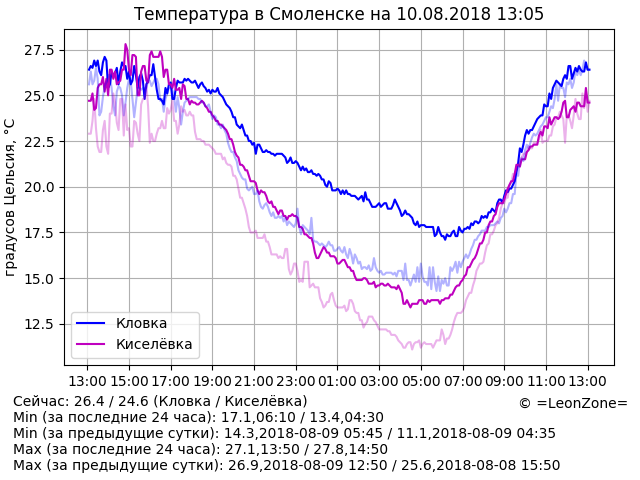 Температура в Смоленске на 10.08.2018 13:05
градусов Цельсия, °C
27.5
25.0
22.5
20.0
17.5
15.0
12.5
Кловка
Киселёвка
13:00 15:00 17:00 19:00 21:00 23:00 01:00 03:00 05:00 07:00 09:00 11:00 13:00
Сейчас: 26.4 / 24.6 (Кловка / Киселёвка)
© =LeonZone=
Min (за последние 24 часа): 17.1,06:10 / 13.4,04:30
Min (за предыдущие сутки): 14.3,2018-08-09 05:45 / 11.1,2018-08-09 04:35
Max (за последние 24 часа): 27.1,13:50 / 27.8,14:50
Max (за предыдущие сутки): 26.9,2018-08-09 12:50 / 25.6,2018-08-08 15:50